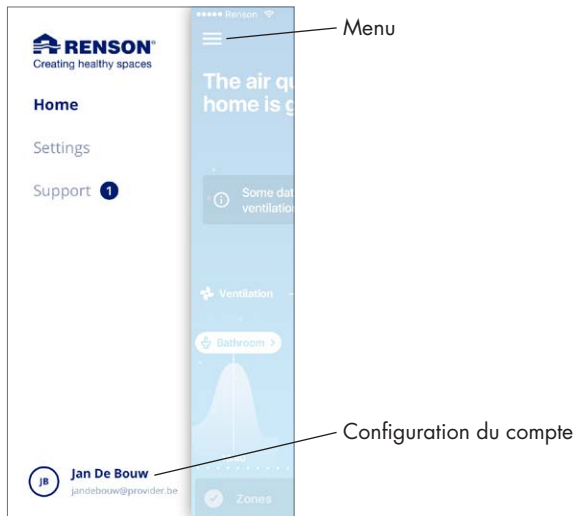 RENSON®
Creating healthy spaces
Home
Settings
Support 1
Jan De Bouw
JB
jandebouw@provider.be
Renson
The air qu
home is g
Some dat
ventilation
Ventilation
Bathroom >
Zones
Menu
Configuration du compte